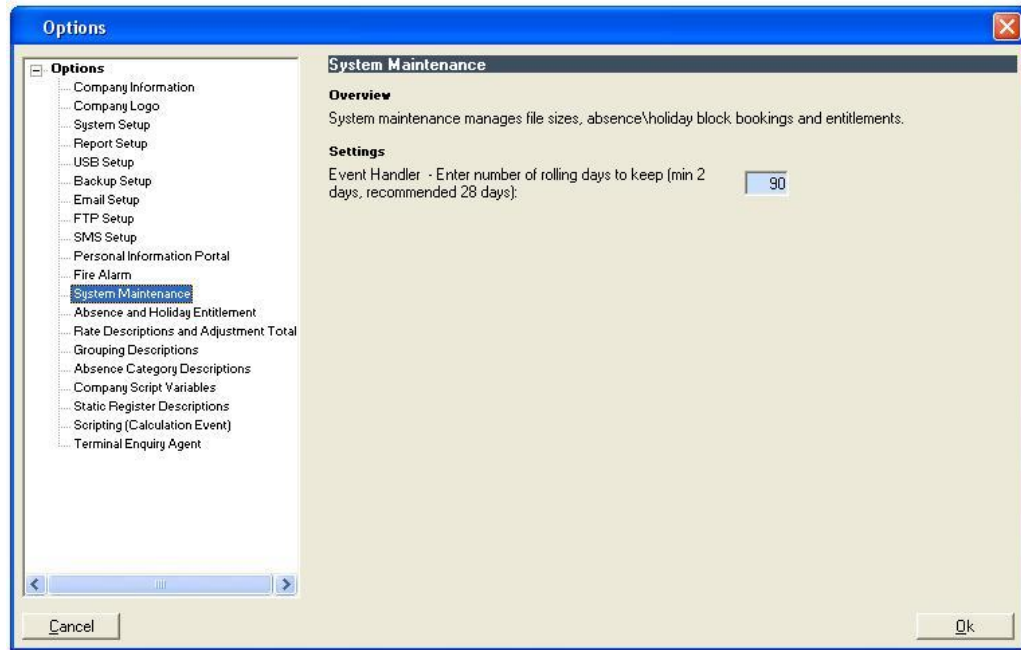 Options
Options
Company Information
Company Logo
System Setup
Report Setup
USB Setup
Backup Setup
Email Setup
FTP Setup
SMS Setup
Personal Information Portal
Fire Alarm
System Maintenance
Absence and Holiday Entitlement
Rate Descriptions and Adjustment Total
Grouping Descriptions
Absence Category Descriptions
Company Script Variables
Static Register Descriptions
Scripting (Calculation Event)
Terminal Enquiry Agent
System Maintenance
Overview
System maintenance manages file sizes, absence\holiday block bookings and entitlements.
Settings
Event Handler - Enter number of rolling days to keep (min 2
days, recommended 28 days):
90
Cancel
Ok